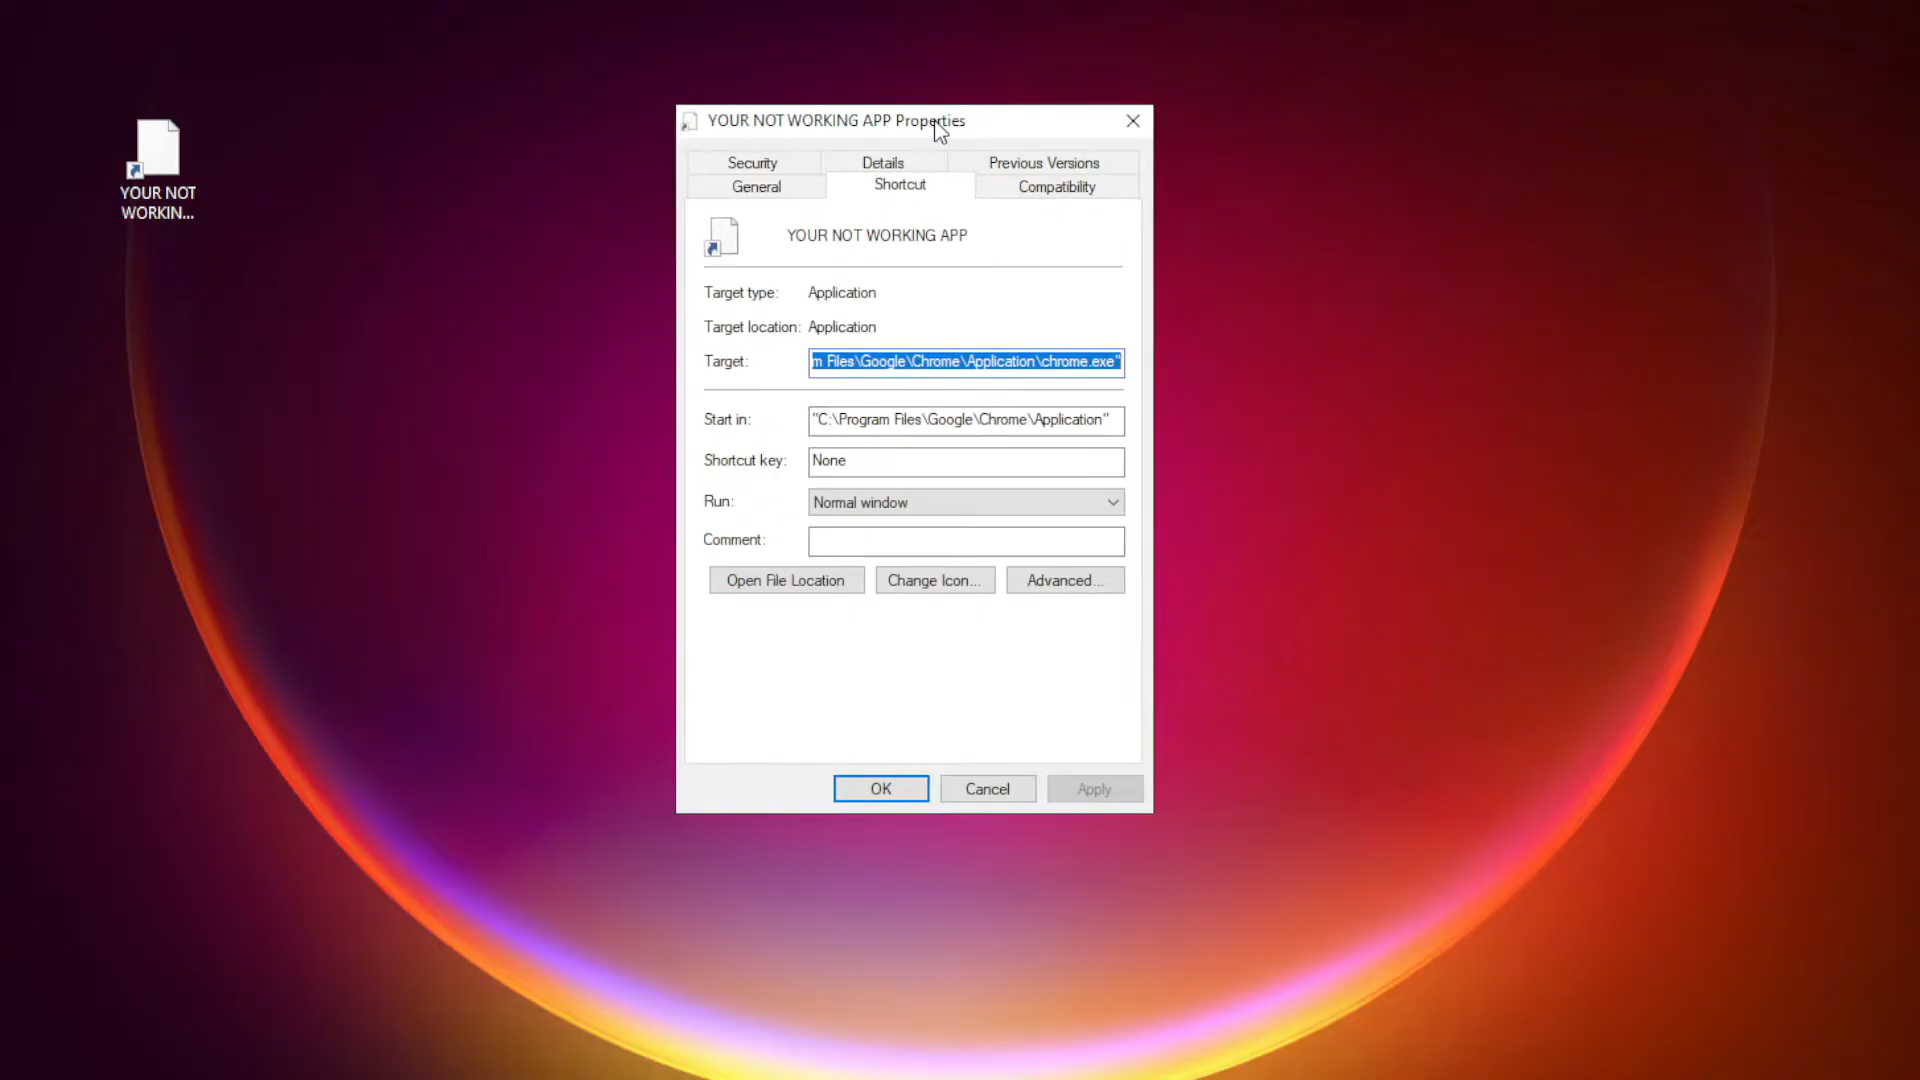 YOUR NOT
WORKIN...
YOUR NOT WORKING APP Properties
Security Details Previous Versions
General Shortcut Compatibility
YOUR NOT WORKING APP
Target type: Application
Target location: Application
Target: m Files\Google\Chrome\Application\chrome.exe"
Start in: "C:\Program Files\Google\Chrome\Application"
Shortcut key: None
Run: Normal window
Comment:
Open File Location Change Icon... Advanced...
OK Cancel Apply